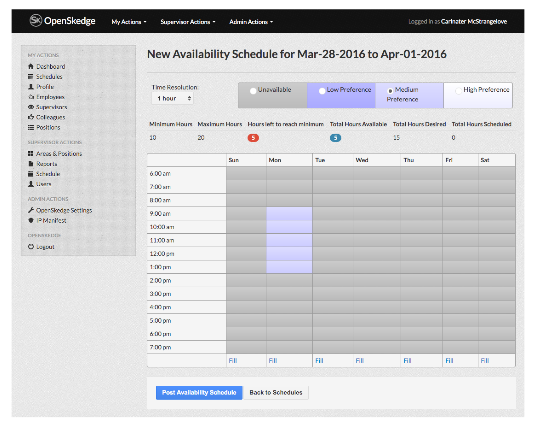 SK OpenSkedge My Actions Supervisor Actions Admin Actions Logged in as Carinater McStrangelove
MY ACTIONS
Dashboard
Schedules
Profile
Employees
Supervisors
Colleagues
Positions
SUPERVISOR ACTIONS
Areas & Positions
Reports
Schedule
Users
ADMIN ACTIONS
OpenSkedge Settings
IP Manifest
OPENSKEDGE
Logout
New Availability Schedule for Mar-28-2016 to Apr-01-2016
Time Resolution:
1 hour
Unavailable Low Preference Medium Preference High Preference
Minimum Hours Maximum Hours Hours left to reach minimum Total Hours Available Total Hours Desired Total Hours Scheduled
10 20 5 5 15 0
Sun Mon Tue Wed Thu Fri Sat
6:00 am
7:00 am
8:00 am
9:00 am
10:00 am
11:00 am
12:00 pm
1:00 pm
2:00 pm
3:00 pm
4:00 pm
5:00 pm
6:00 pm
7:00 pm
Fill Fill Fill Fill Fill Fill Fill
Post Availability Schedule Back to Schedules